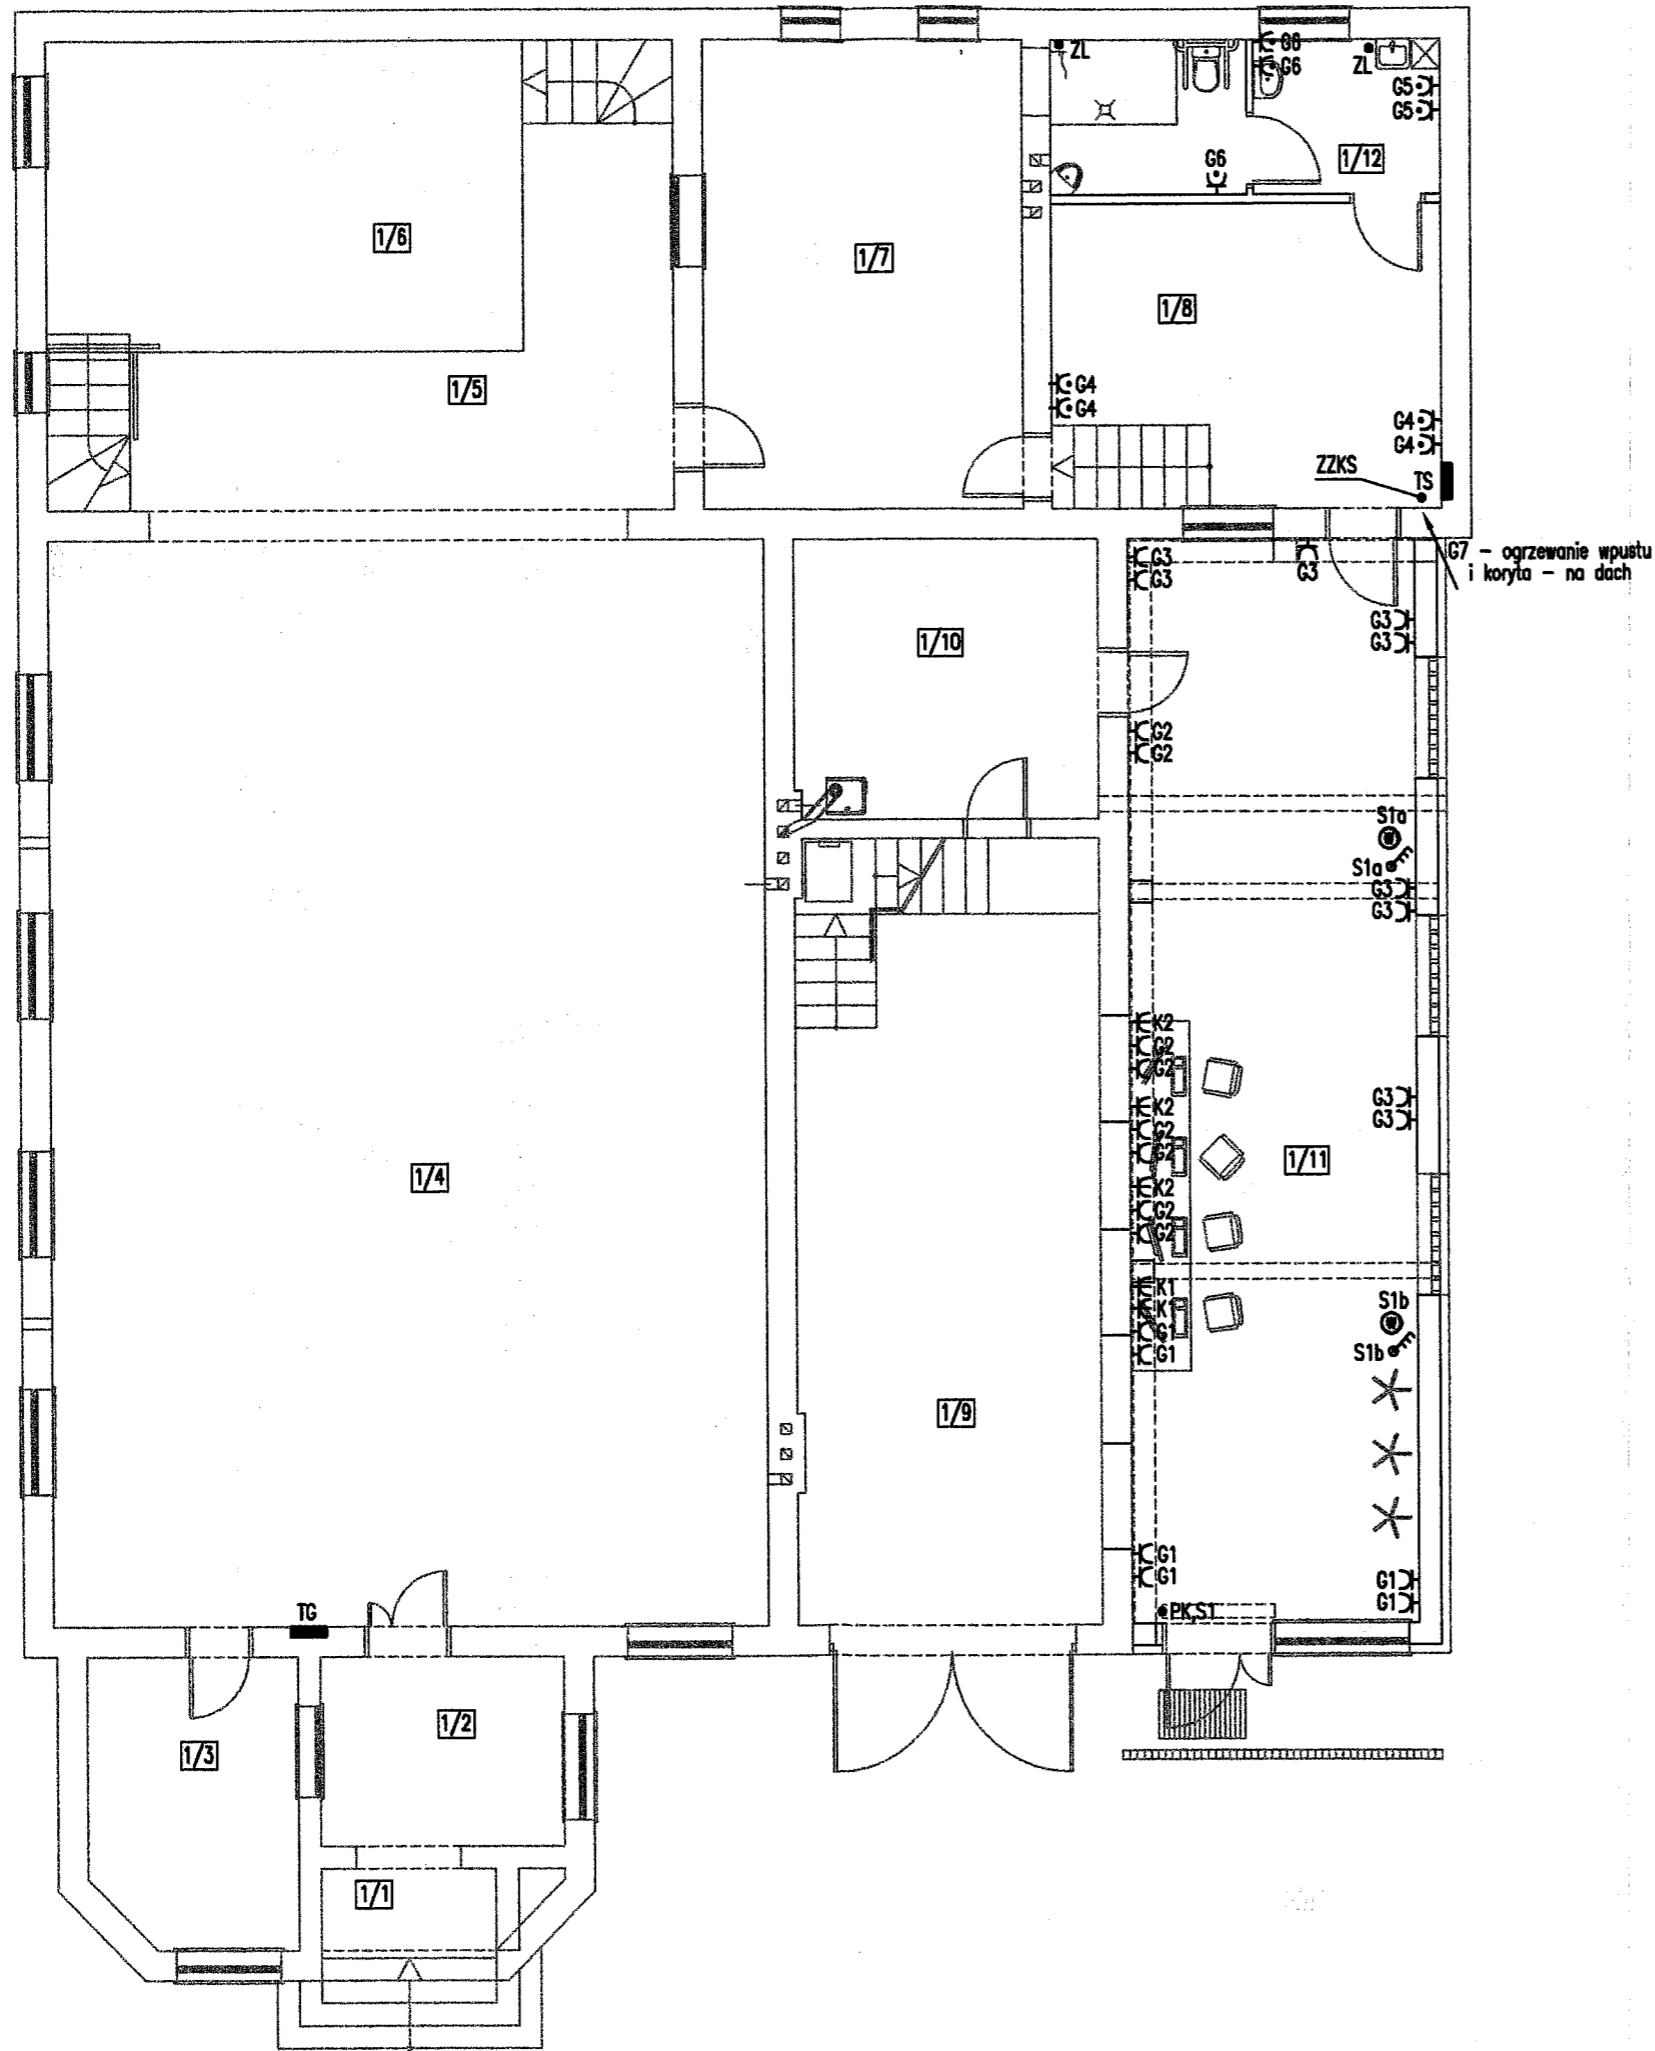 G6
ZL
G6
ZL
G5
G5
1/12
G6
1/6
1/7
1/8
1/5
G4
G4
G4
G4
ZZKS
TS
G7 – ogrzewanie wpustu
i koryta – na dach
G3
G3
G3
G3
G3
1/10
G2
G2
S1a
S1a
G3
G3
K2
G2
G2
G3
G3
K2
G2
G2
1/11
1/4
K2
G2
G2
K1
K1
G1
G1
S1b
S1b
1/9
G1
G1
G1
G1
PK,S1
TG
1/2
1/3
1/1